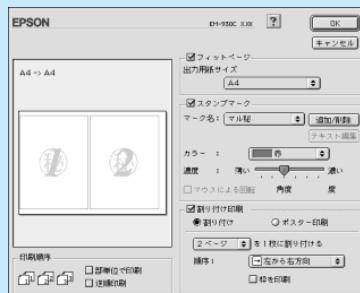 EPSON
EM-930C X.XX
?
OK
キャンセル
A4 -> A4
1 2
印刷順序
部単位で印刷
逆順印刷
フィットページ
出力用紙サイズ
A4
スタンプマーク
マーク名： マル秘 追加/削除
テキスト編集
カラー ： 赤
濃度 ： 薄い 濃い
マウスによる回転 角度 度
割り付け印刷
割り付け ポスター印刷
2 ページ を１枚に割り付ける
順序： 左から右方向
枠を印刷